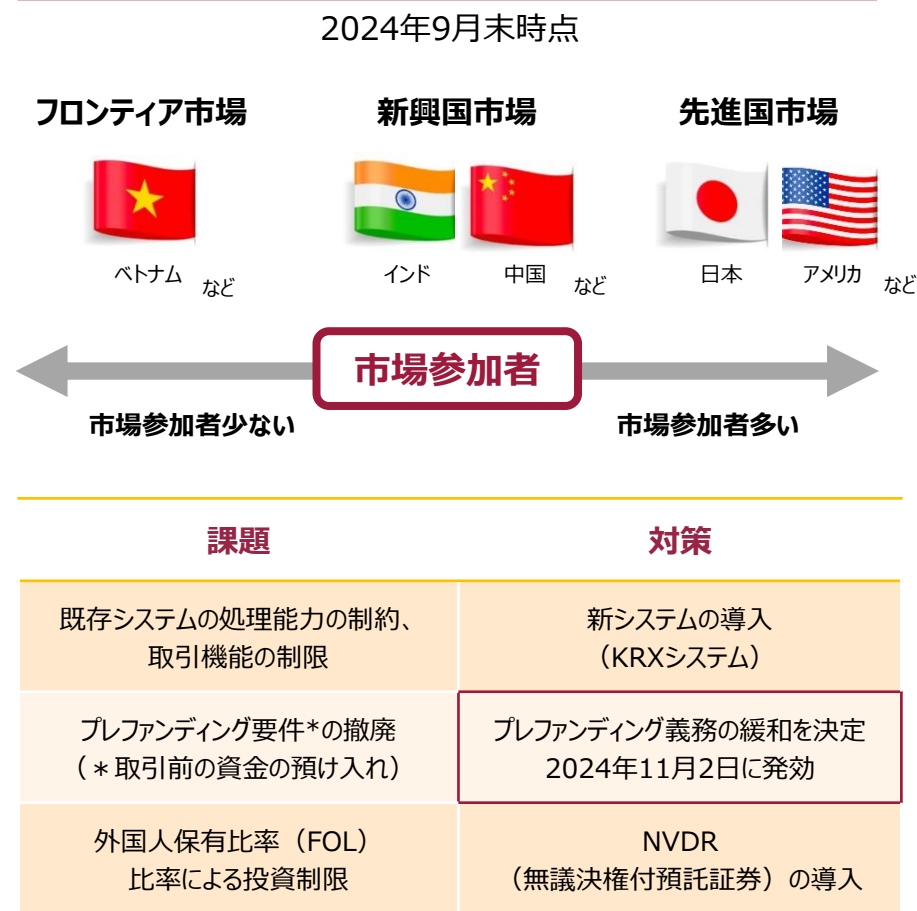 2024年9月末時点
フロンティア市場
新興国市場
先進国市場
ベトナム
など
インド
中国
など
日本
アメリカ
など
市場参加者
市場参加者少ない
市場参加者多い
課題
対策
既存システムの処理能力の制約、
取引機能の制限
新システムの導入
（KRXシステム）
プレファンディング要件*の撤廃
（＊取引前の資金の預け入れ）
プレファンディング義務の緩和を決定
2024年11月2日に発効
外国人保有比率（FOL）
比率による投資制限
NVDR
（無議決権付預託証券）の導入